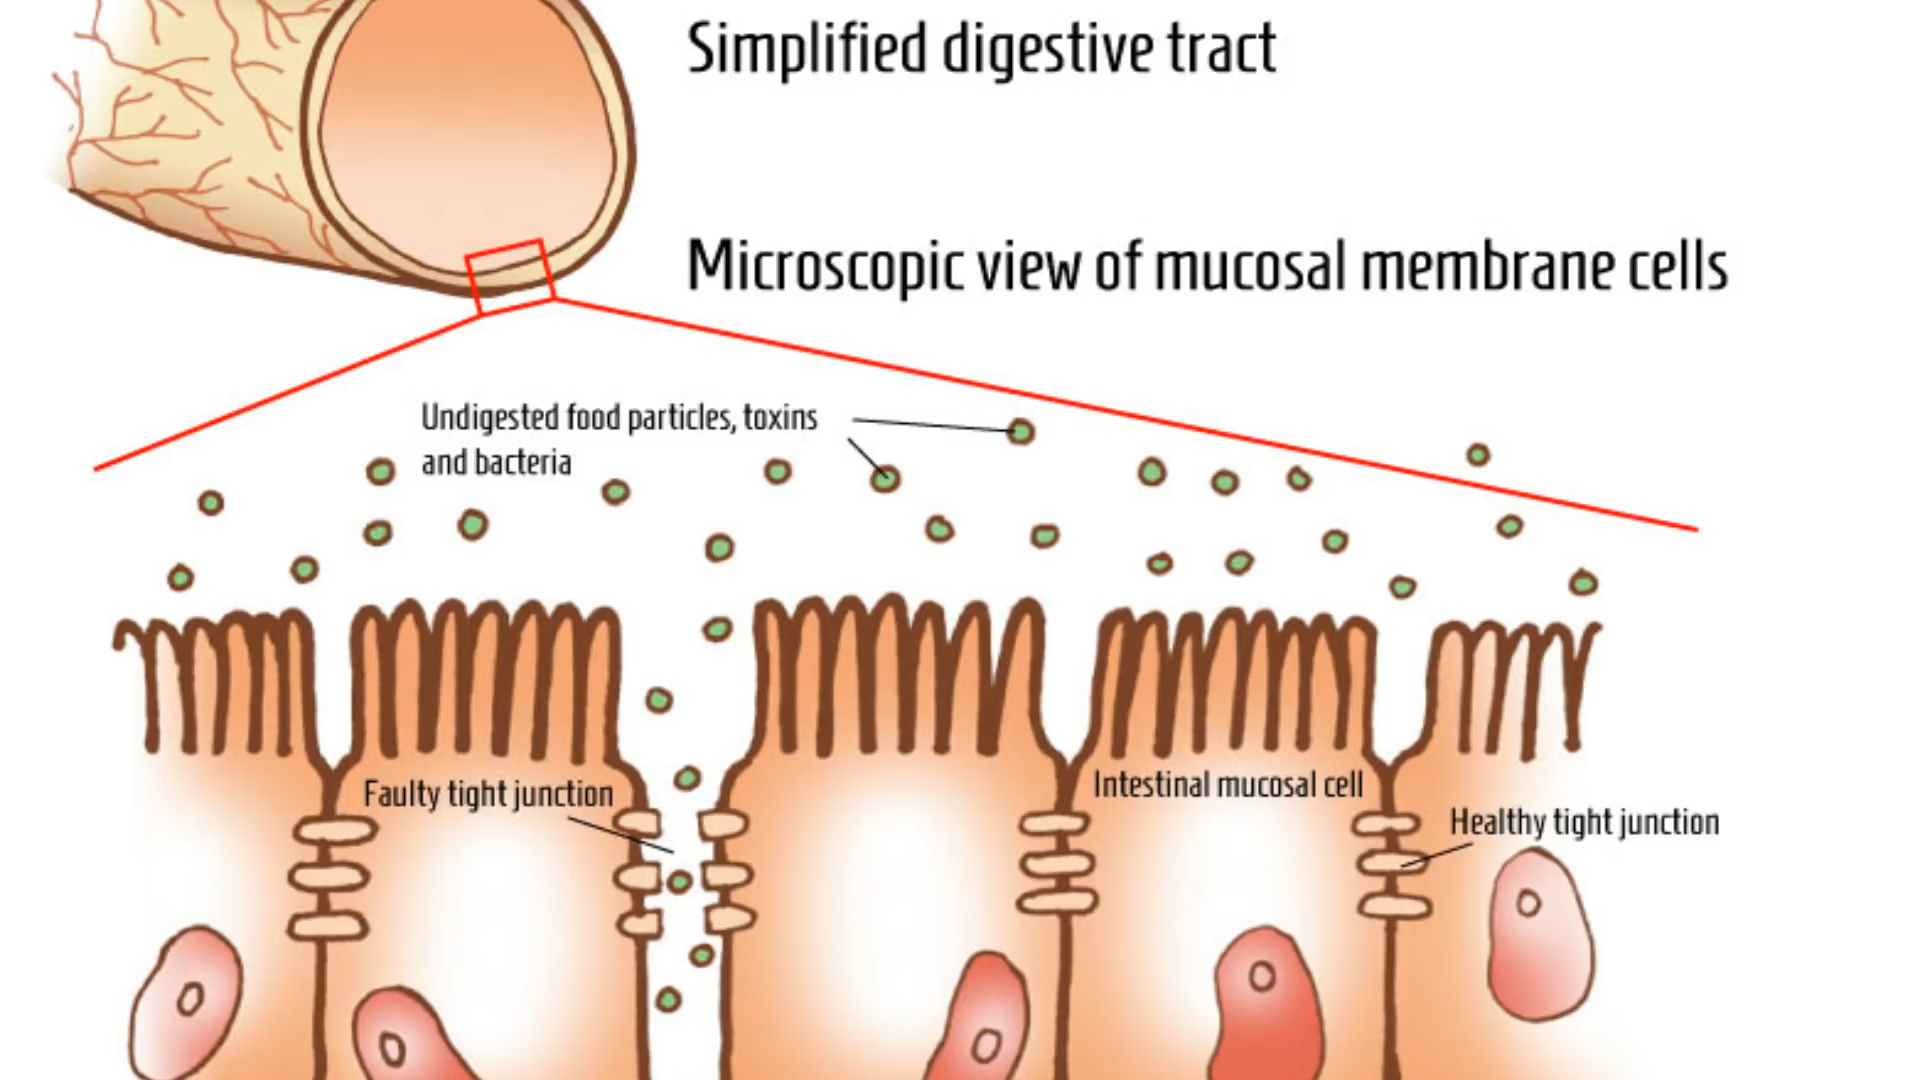 Simplified digestive tract
Microscopic view of mucosal membrane cells
Undigested food particles, toxins
and bacteria
Faulty tight junction
Intestinal mucosal cell
Healthy tight junction